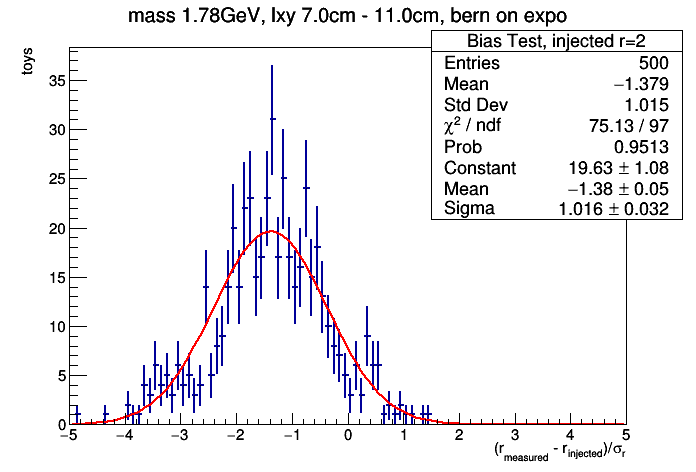 mass 1.78GeV, lxy 7.0cm - 11.0cm, bern on expo
Bias Test, injected r=2
Entries 500
Mean −1.379
Std Dev 1.015
χ² / ndf 75.13 / 97
Prob 0.9513
Constant 19.63 ± 1.08
Mean −1.38 ± 0.05
Sigma 1.016 ± 0.032
toys
35
30
25
20
15
10
5
0
−5 −4 −3 −2 −1 0 1 2 3 4 5
(r_measured - r_injected)/σ_r